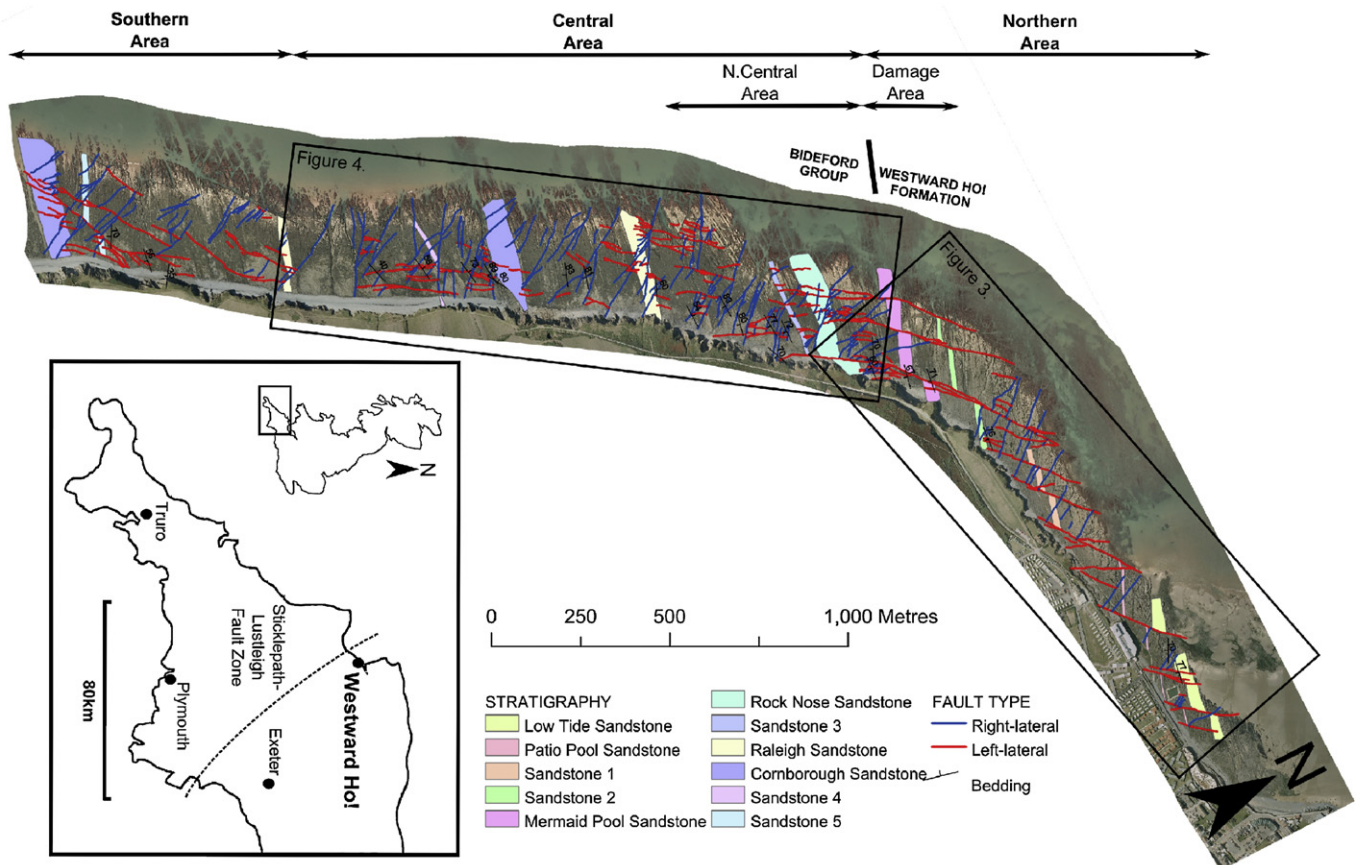 Southern
Area
Central
Area
Northern
Area
N.Central
Area
Damage
Area
BIDEFORD
GROUP
WESTWARD HO!
FORMATION
Figure 4.
Figure 3.
N
N
Truro
Plymouth
Exeter
Westward Ho!
Sticklepath-
Lustleigh
Fault Zone
80km
0 250 500 1,000 Metres
STRATIGRAPHY
Low Tide Sandstone
Patio Pool Sandstone
Sandstone 1
Sandstone 2
Mermaid Pool Sandstone
Rock Nose Sandstone
Sandstone 3
Raleigh Sandstone
Cornborough Sandstone
Sandstone 4
Sandstone 5
FAULT TYPE
Right-lateral
Left-lateral
Bedding